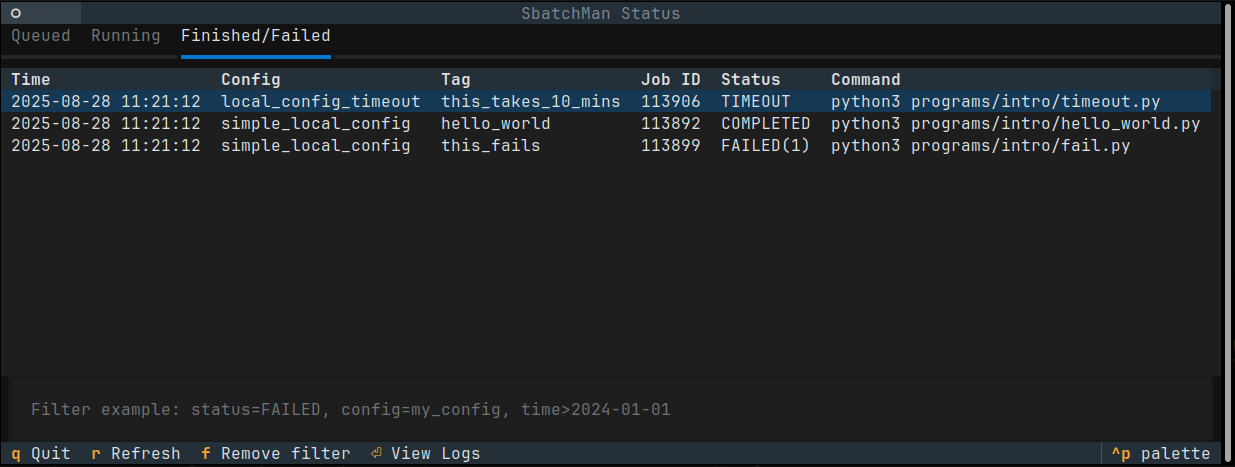 SbatchMan Status
Queued Running Finished/Failed
Time Config Tag Job ID Status Command
2025-08-28 11:21:12 local_config_timeout this_takes_10_mins 113906 TIMEOUT python3 programs/intro/timeout.py
2025-08-28 11:21:12 simple_local_config hello_world 113892 COMPLETED python3 programs/intro/hello_world.py
2025-08-28 11:21:12 simple_local_config this_fails 113899 FAILED(1) python3 programs/intro/fail.py
Filter example: status=FAILED, config=my_config, time>2024-01-01
q Quit r Refresh f Remove filter ⏎ View Logs ^p palette